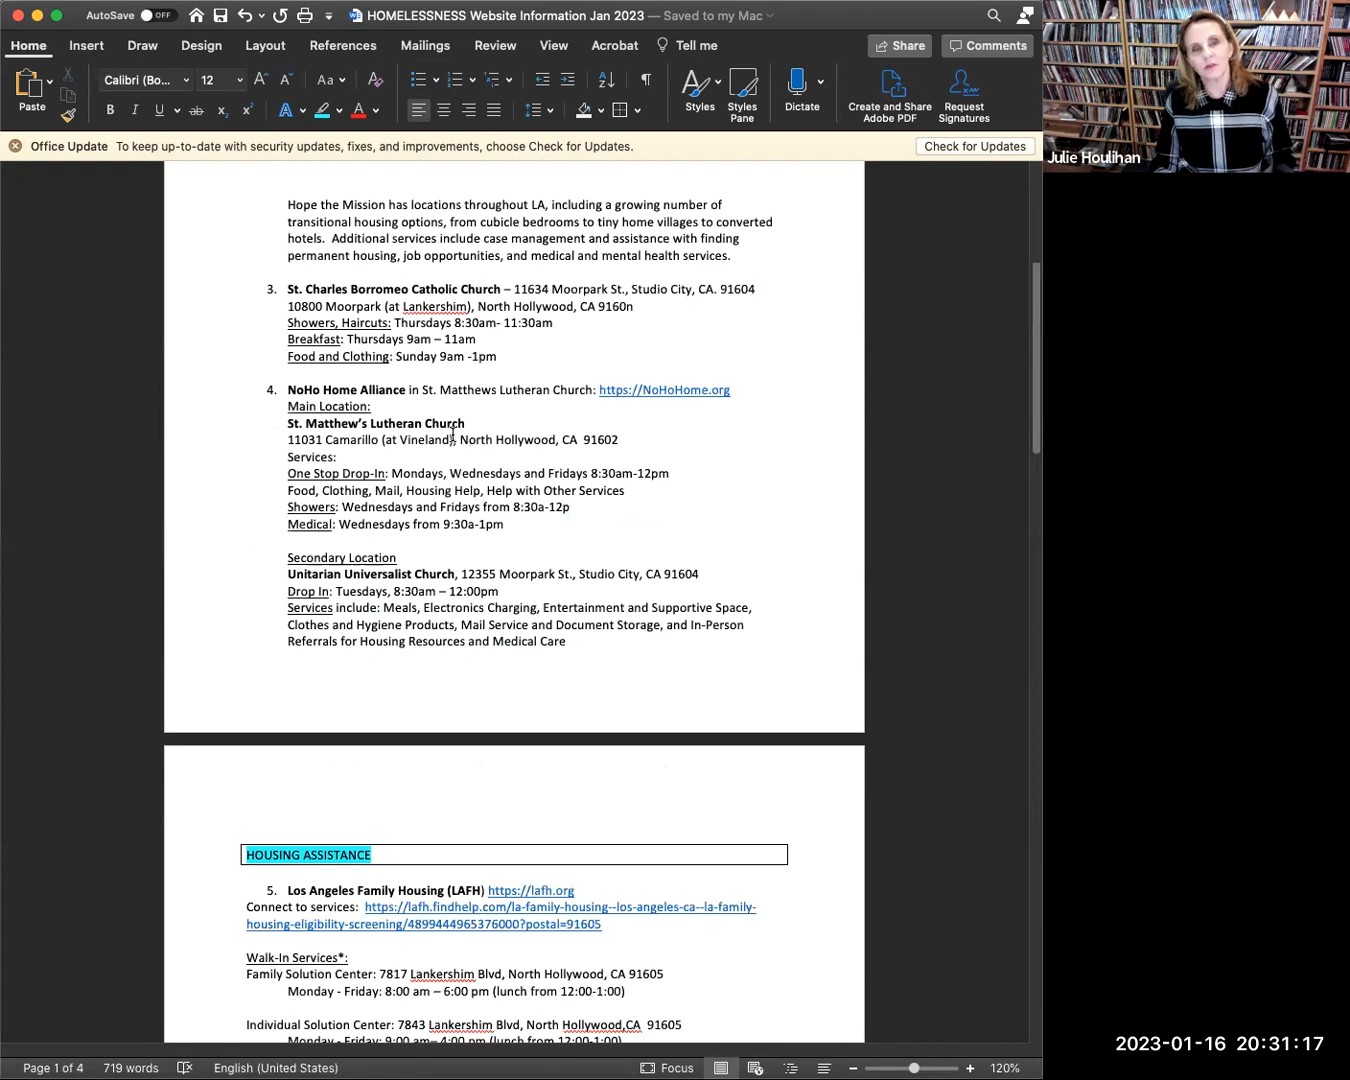 AutoSave OFF HOMELESSNESS Website Information Jan 2023 — Saved to my Mac
Home Insert Draw Design Layout References Mailings Review View Acrobat Tell me Share Comments
Paste Calibri (Bo... 12 Styles Styles Pane Dictate Create and Share Adobe PDF Request Signatures
Office Update To keep up-to-date with security updates, fixes, and improvements, choose Check for Updates. Check for Updates
Julie Houlihan
Hope the Mission has locations throughout LA, including a growing number of
transitional housing options, from cubicle bedrooms to tiny home villages to converted
hotels. Additional services include case management and assistance with finding
permanent housing, job opportunities, and medical and mental health services.
3. St. Charles Borromeo Catholic Church – 11634 Moorpark St., Studio City, CA. 91604
10800 Moorpark (at Lankershim), North Hollywood, CA 9160n
Showers, Haircuts: Thursdays 8:30am- 11:30am
Breakfast: Thursdays 9am – 11am
Food and Clothing: Sunday 9am -1pm
4. NoHo Home Alliance in St. Matthews Lutheran Church: https://NoHoHome.org
Main Location:
St. Matthew's Lutheran Church
11031 Camarillo (at Vineland), North Hollywood, CA 91602
Services:
One Stop Drop-In: Mondays, Wednesdays and Fridays 8:30am-12pm
Food, Clothing, Mail, Housing Help, Help with Other Services
Showers: Wednesdays and Fridays from 8:30a-12p
Medical: Wednesdays from 9:30a-1pm
Secondary Location
Unitarian Universalist Church, 12355 Moorpark St., Studio City, CA 91604
Drop In: Tuesdays, 8:30am – 12:00pm
Services include: Meals, Electronics Charging, Entertainment and Supportive Space,
Clothes and Hygiene Products, Mail Service and Document Storage, and In-Person
Referrals for Housing Resources and Medical Care
HOUSING ASSISTANCE
5. Los Angeles Family Housing (LAFH) https://lafh.org
Connect to services: https://lafh.findhelp.com/la-family-housing--los-angeles-ca--la-family-
housing-eligibility-screening/4899444965376000?postal=91605
Walk-In Services*:
Family Solution Center: 7817 Lankershim Blvd, North Hollywood, CA 91605
Monday - Friday: 8:00 am – 6:00 pm (lunch from 12:00-1:00)
Individual Solution Center: 7843 Lankershim Blvd, North Hollywood,CA 91605
Monday - Friday: 9:00 am– 4:00 pm (lunch from 12:00-1:00)
2023-01-16 20:31:17
Page 1 of 4 719 words English (United States) Focus 120%